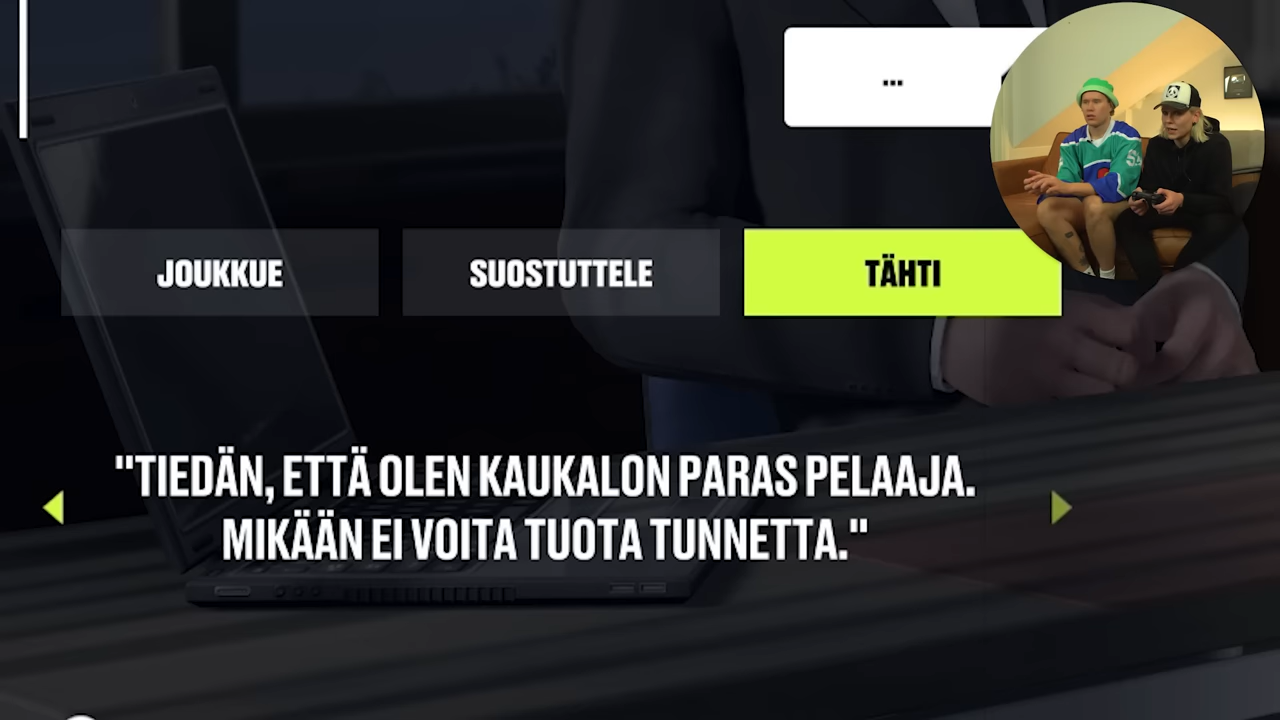 ...
JOUKKUE
SUOSTUTTELE
TÄHTI
"TIEDÄN, ETTÄ OLEN KAUKALON PARAS PELAAJA.
MIKÄÄN EI VOITA TUOTA TUNNETTA."